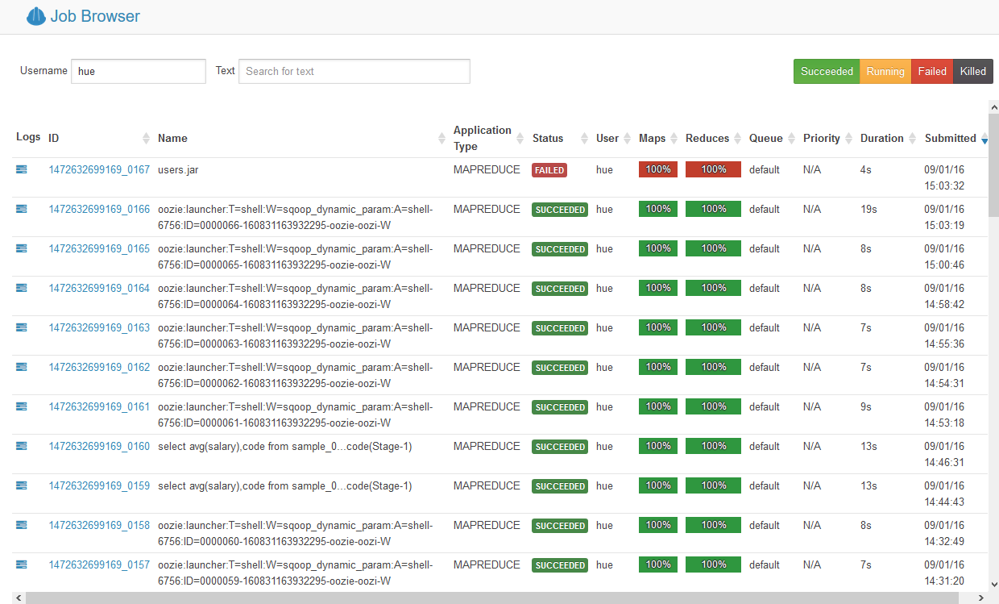 Job Browser
Username hue Text Search for text Succeeded Running Failed Killed
Logs ID Name Application Type Status User Maps Reduces Queue Priority Duration Submitted
1472632699169_0167 users.jar MAPREDUCE FAILED hue 100% 100% default N/A 4s 09/01/16
15:03:32
1472632699169_0166 oozie:launcher:T=shell:W=sqoop_dynamic_param:A=shell- MAPREDUCE SUCCEEDED hue 100% 100% default N/A 19s 09/01/16
6756:ID=0000066-160831163932295-oozie-oozi-W 15:03:19
1472632699169_0165 oozie:launcher:T=shell:W=sqoop_dynamic_param:A=shell- MAPREDUCE SUCCEEDED hue 100% 100% default N/A 8s 09/01/16
6756:ID=0000065-160831163932295-oozie-oozi-W 15:00:46
1472632699169_0164 oozie:launcher:T=shell:W=sqoop_dynamic_param:A=shell- MAPREDUCE SUCCEEDED hue 100% 100% default N/A 8s 09/01/16
6756:ID=0000064-160831163932295-oozie-oozi-W 14:58:42
1472632699169_0163 oozie:launcher:T=shell:W=sqoop_dynamic_param:A=shell- MAPREDUCE SUCCEEDED hue 100% 100% default N/A 7s 09/01/16
6756:ID=0000063-160831163932295-oozie-oozi-W 14:55:36
1472632699169_0162 oozie:launcher:T=shell:W=sqoop_dynamic_param:A=shell- MAPREDUCE SUCCEEDED hue 100% 100% default N/A 7s 09/01/16
6756:ID=0000062-160831163932295-oozie-oozi-W 14:54:31
1472632699169_0161 oozie:launcher:T=shell:W=sqoop_dynamic_param:A=shell- MAPREDUCE SUCCEEDED hue 100% 100% default N/A 9s 09/01/16
6756:ID=0000061-160831163932295-oozie-oozi-W 14:53:18
1472632699169_0160 select avg(salary),code from sample_0...code(Stage-1) MAPREDUCE SUCCEEDED hue 100% 100% default N/A 13s 09/01/16
14:46:31
1472632699169_0159 select avg(salary),code from sample_0...code(Stage-1) MAPREDUCE SUCCEEDED hue 100% 100% default N/A 13s 09/01/16
14:44:43
1472632699169_0158 oozie:launcher:T=shell:W=sqoop_dynamic_param:A=shell- MAPREDUCE SUCCEEDED hue 100% 100% default N/A 8s 09/01/16
6756:ID=0000060-160831163932295-oozie-oozi-W 14:32:49
1472632699169_0157 oozie:launcher:T=shell:W=sqoop_dynamic_param:A=shell- MAPREDUCE SUCCEEDED hue 100% 100% default N/A 7s 09/01/16
6756:ID=0000059-160831163932295-oozie-oozi-W 14:31:20